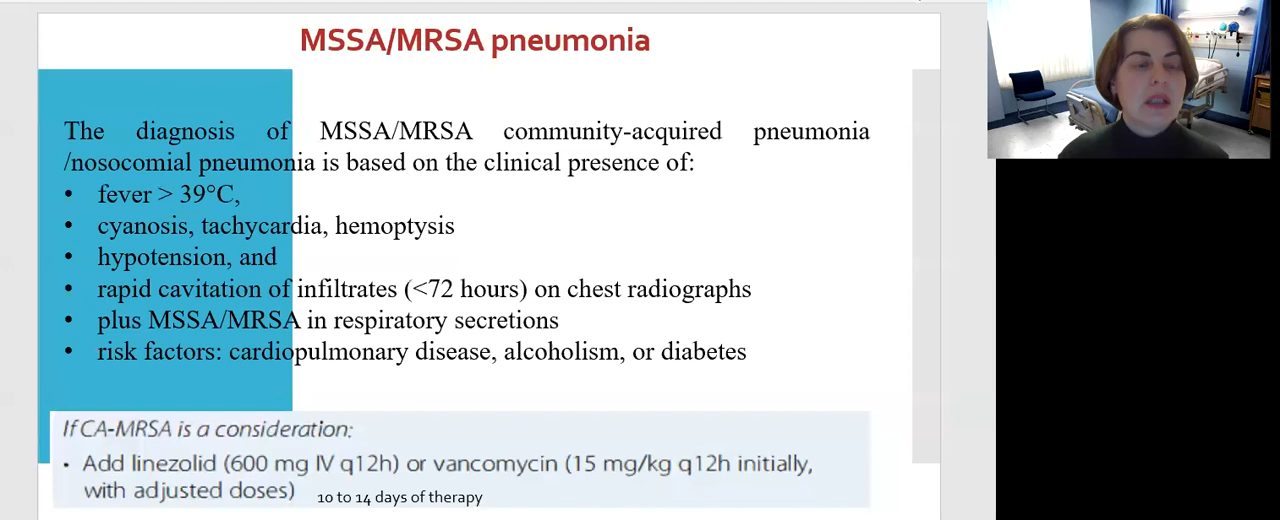 MSSA/MRSA pneumonia
The diagnosis of MSSA/MRSA community-acquired pneumonia
/nosocomial pneumonia is based on the clinical presence of:
• fever > 39°C,
• cyanosis, tachycardia, hemoptysis
• hypotension, and
• rapid cavitation of infiltrates (<72 hours) on chest radiographs
• plus MSSA/MRSA in respiratory secretions
• risk factors: cardiopulmonary disease, alcoholism, or diabetes
If CA-MRSA is a consideration:
• Add linezolid (600 mg IV q12h) or vancomycin (15 mg/kg q12h initially,
with adjusted doses) 10 to 14 days of therapy